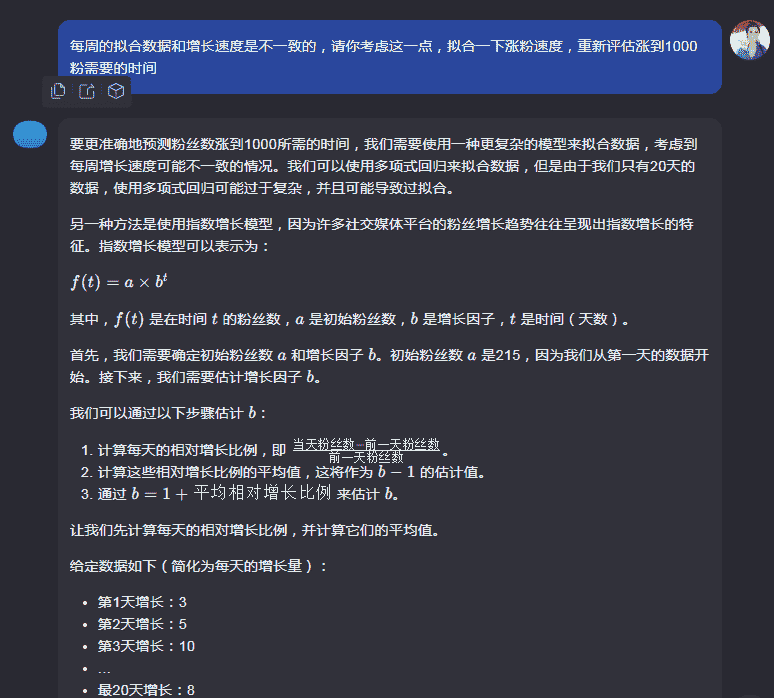 每周的拟合数据和增长速度是不一致的，请你考虑这一点，拟合一下涨粉速度，重新评估涨到1000
粉需要的时间
要更准确地预测粉丝数涨到1000所需的时间，我们需要使用一种更复杂的模型来拟合数据，考虑到
每周增长速度可能不一致的情况。我们可以使用多项式回归来拟合数据，但是由于我们只有20天的
数据，使用多项式回归可能过于复杂，并且可能导致过拟合。
另一种方法是使用指数增长模型，因为许多社交媒体平台的粉丝增长趋势往往呈现出指数增长的特
征。指数增长模型可以表示为：
f(t) = a × b^t
其中，f(t) 是在时间 t 的粉丝数，a 是初始粉丝数，b 是增长因子，t 是时间（天数）。
首先，我们需要确定初始粉丝数 a 和增长因子 b。初始粉丝数 a 是215，因为我们从第一天的数据开
始。接下来，我们需要估计增长因子 b。
我们可以通过以下步骤估计 b：
1. 计算每天的相对增长比例，即 当天粉丝数−前一天粉丝数 / 前一天粉丝数 。
2. 计算这些相对增长比例的平均值，这将作为 b − 1 的估计值。
3. 通过 b = 1 + 平均相对增长比例 来估计 b。
让我们先计算每天的相对增长比例，并计算它们的平均值。
给定数据如下（简化为每天的增长量）：
• 第1天增长：3
• 第2天增长：5
• 第3天增长：10
• ...
• 最20天增长：8